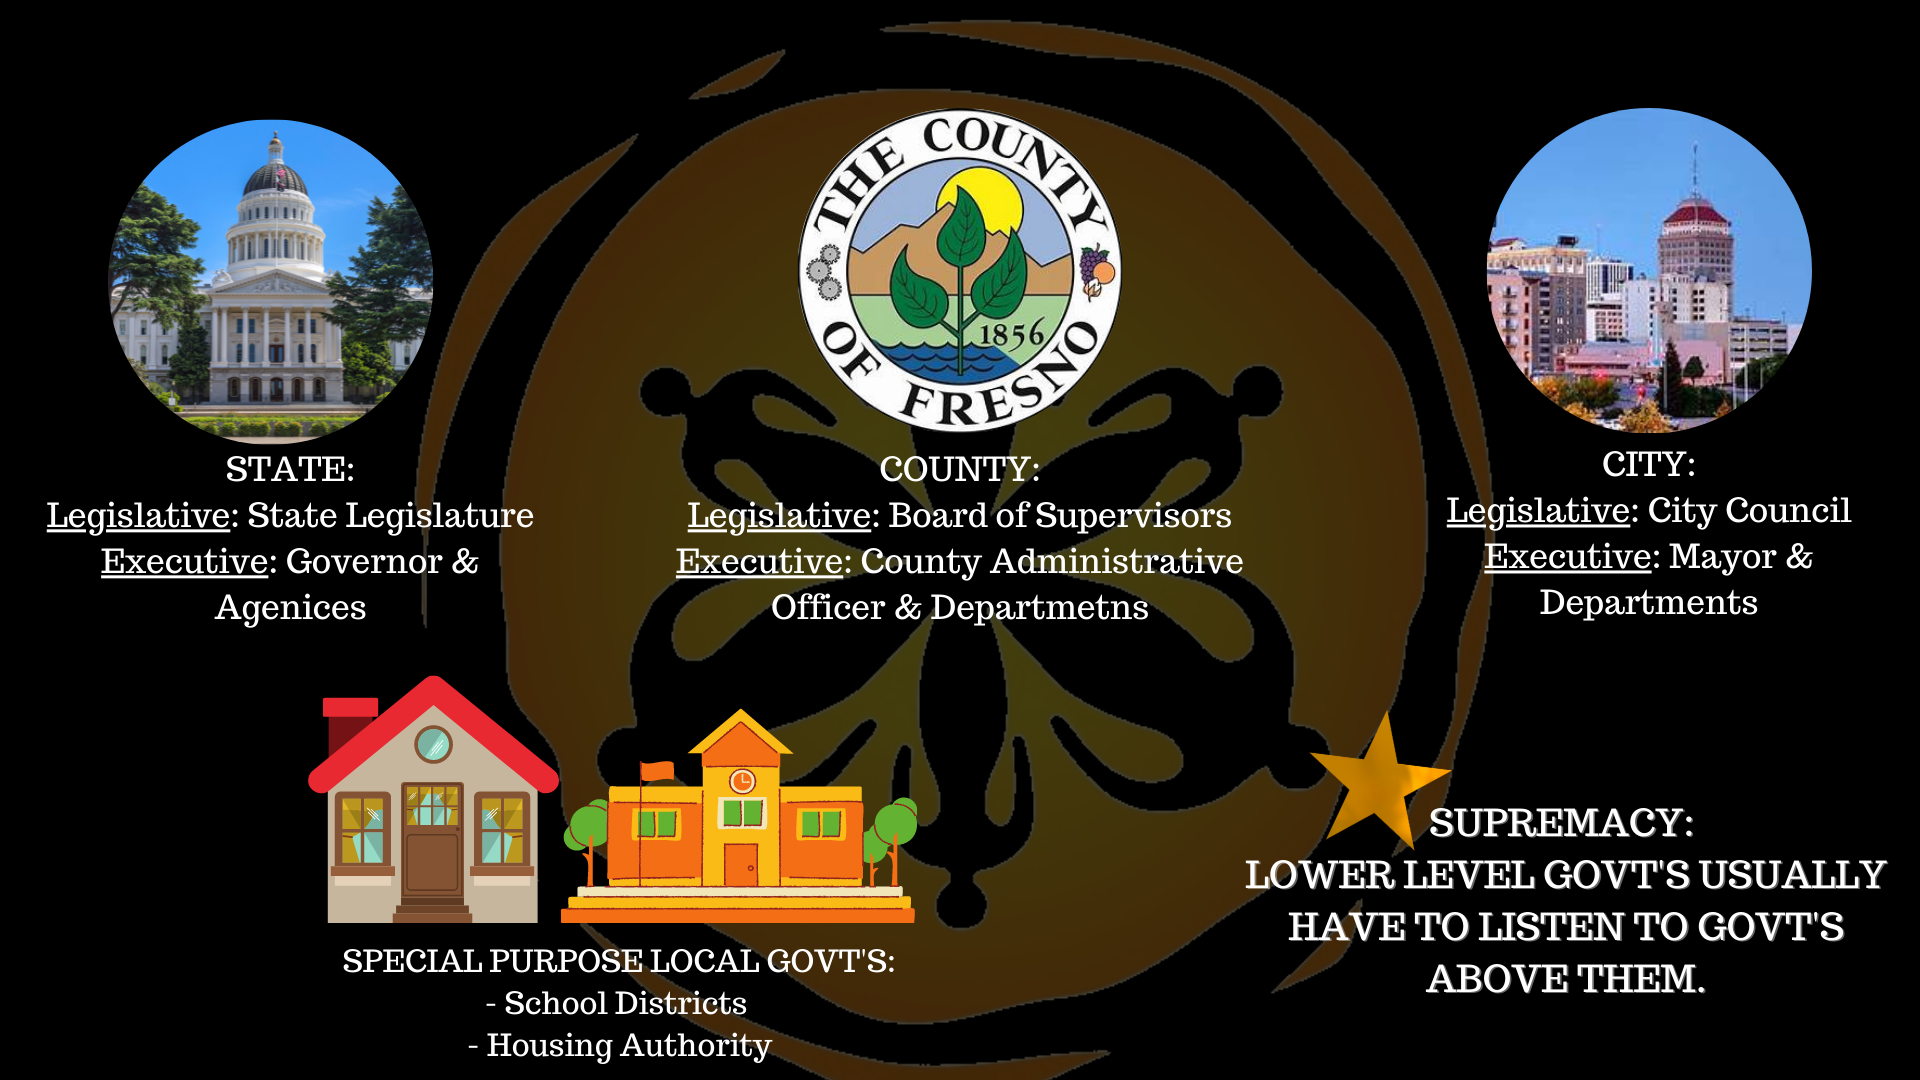 THE COUNTY
OF FRESNO
1856
STATE:
Legislative: State Legislature
Executive: Governor &
Agenices
COUNTY:
Legislative: Board of Supervisors
Executive: County Administrative
Officer & Departmetns
CITY:
Legislative: City Council
Executive: Mayor &
Departments
SPECIAL PURPOSE LOCAL GOVT'S:
- School Districts
- Housing Authority
SUPREMACY:
LOWER LEVEL GOVT'S USUALLY
HAVE TO LISTEN TO GOVT'S
ABOVE THEM.